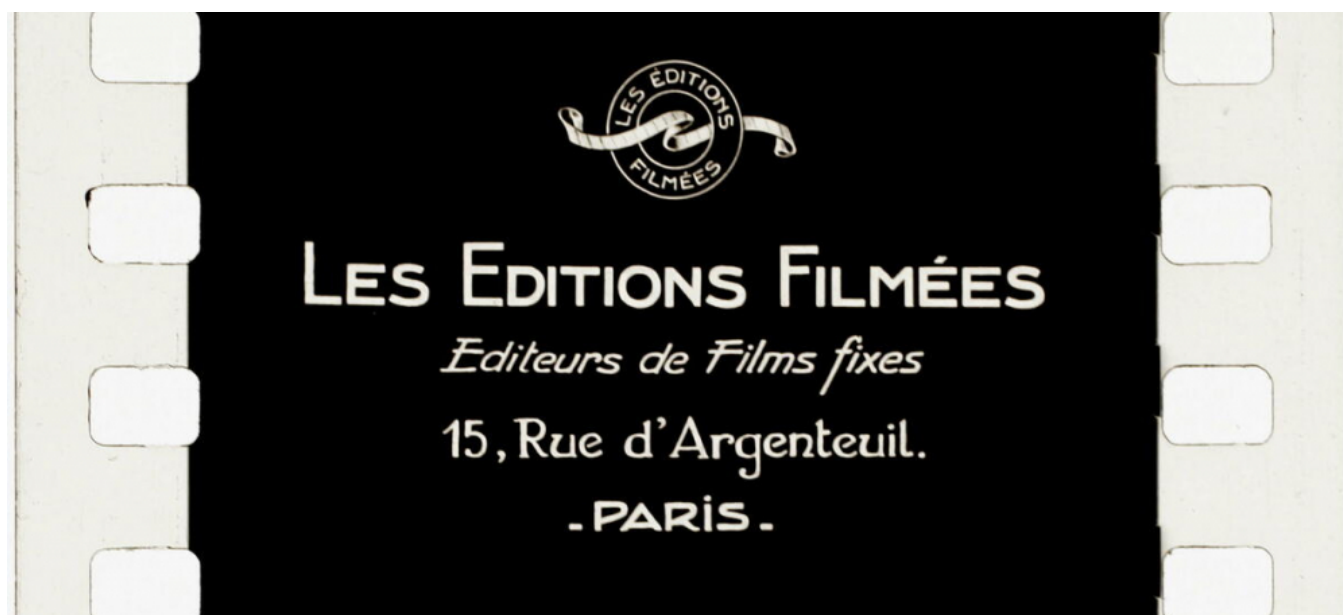 LES ÉDITIONS
FILMÉES
LES EDITIONS FILMÉES
Editeurs de Films fixes
15, Rue d'Argenteuil.
- PARIS -